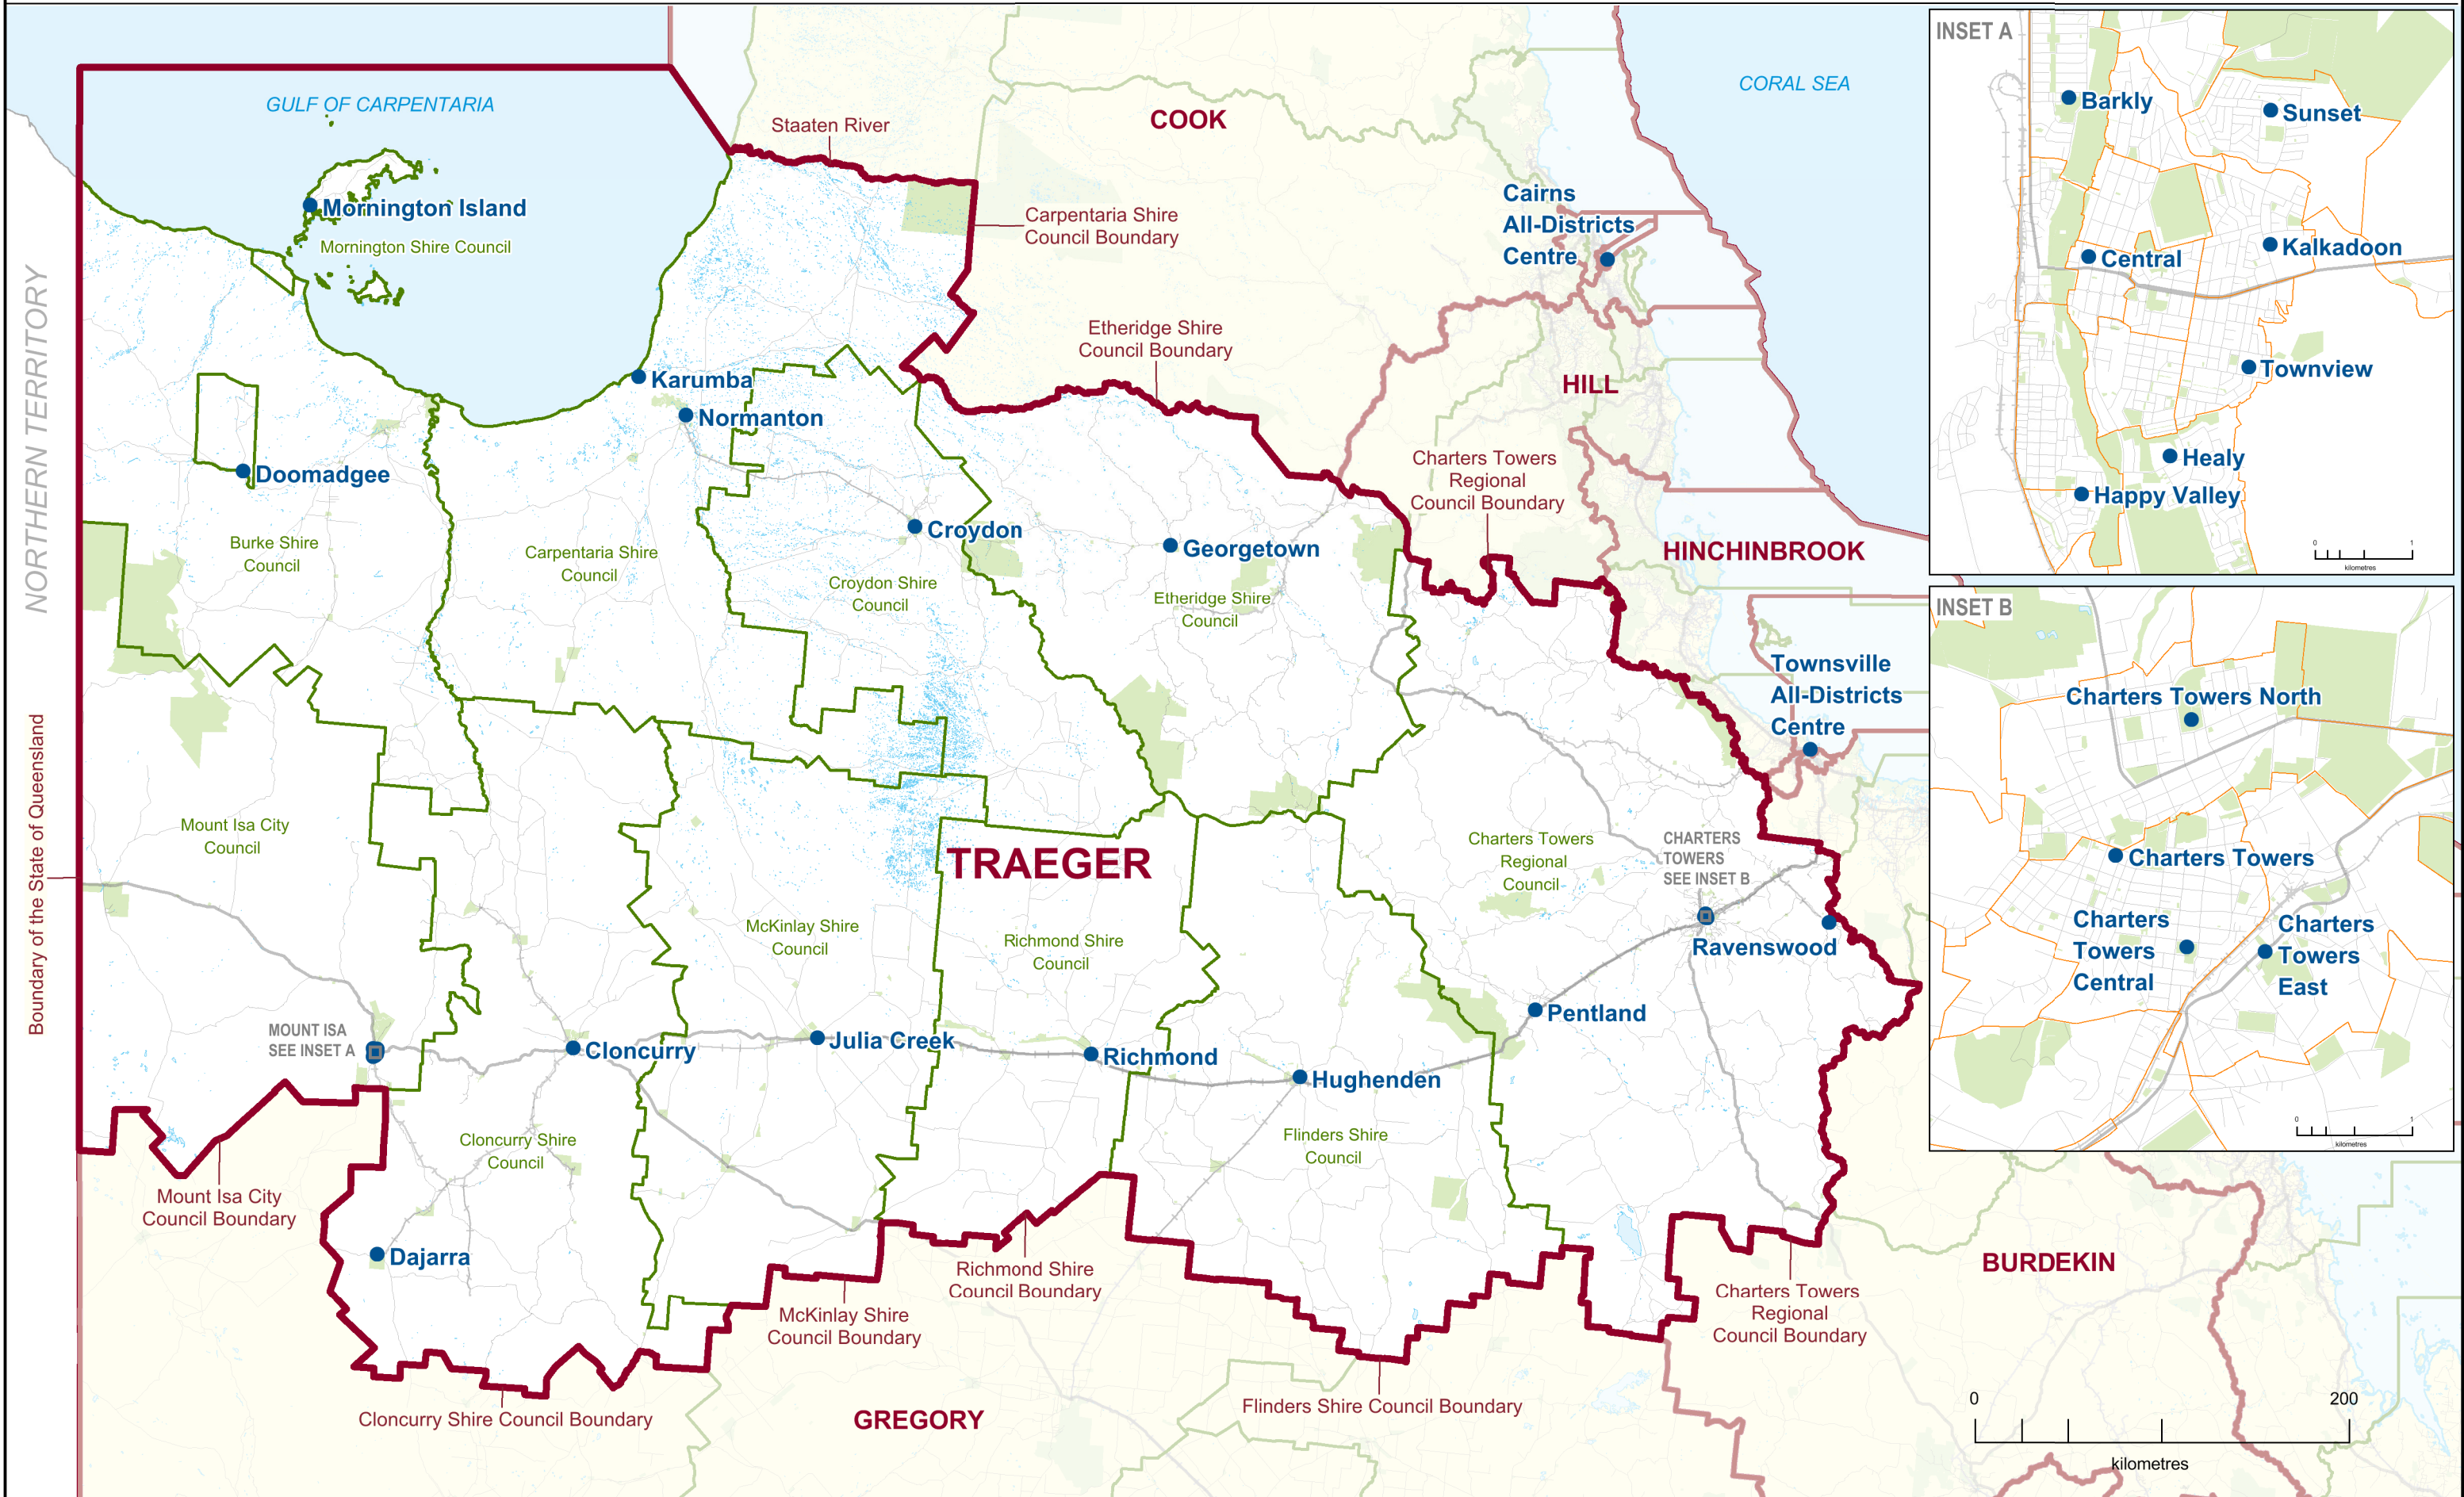 GULF OF CARPENTARIA
Staaten River
COOK
CORAL SEA
Mornington Island
Mornington Shire Council
Carpentaria Shire
Council Boundary
Cairns
All-Districts
Centre
Etheridge Shire
Council Boundary
NORTHERN TERRITORY
Karumba
Normanton
HILL
Doomadgee
Charters Towers
Regional
Council Boundary
Burke Shire
Council
Carpentaria Shire
Council
Croydon
Croydon Shire
Council
Georgetown
Etheridge Shire
Council
HINCHINBROOK
Townsville
All-Districts
Centre
Boundary of the State of Queensland
Mount Isa City
Council
TRAEGER
Charters Towers
Regional
Council
CHARTERS
TOWERS
SEE INSET B
McKinlay Shire
Council
Richmond Shire
Council
Ravenswood
Pentland
MOUNT ISA
SEE INSET A
Cloncurry
Julia Creek
Richmond
Hughenden
Cloncurry Shire
Council
Flinders Shire
Council
Mount Isa City
Council Boundary
Dajarra
Richmond Shire
Council Boundary
McKinlay Shire
Council Boundary
Charters Towers
Regional
Council Boundary
BURDEKIN
Cloncurry Shire Council Boundary
GREGORY
Flinders Shire Council Boundary
0 200
kilometres
INSET A
Barkly
Sunset
Central
Kalkadoon
Townview
Healy
Happy Valley
0 1
kilometres
INSET B
Charters Towers North
Charters Towers
Charters
Towers
Central
Charters
Towers
East
0 1
kilometres